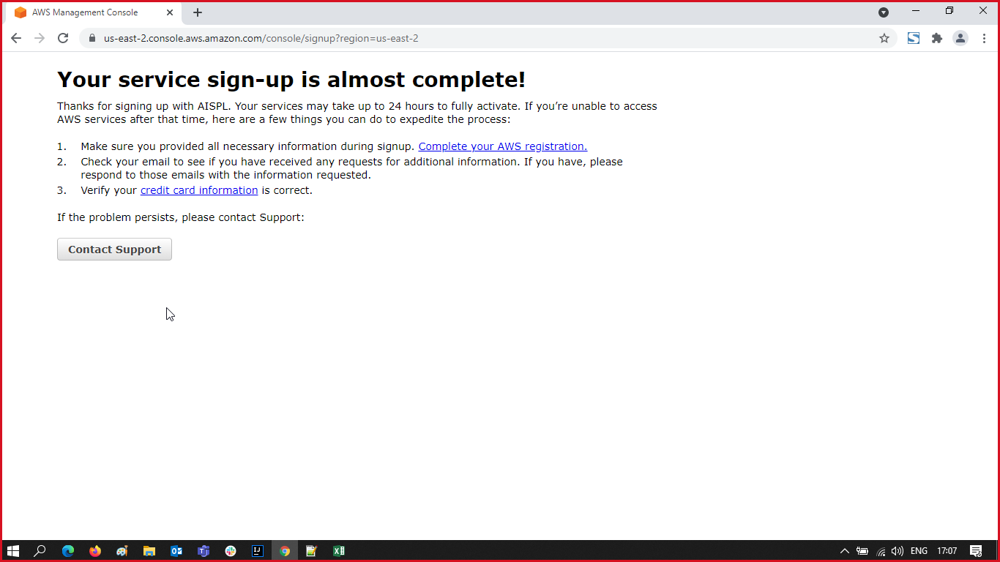 AWS Management Console
us-east-2.console.aws.amazon.com/console/signup?region=us-east-2
Your service sign-up is almost complete!
Thanks for signing up with AISPL. Your services may take up to 24 hours to fully activate. If you’re unable to access
AWS services after that time, here are a few things you can do to expedite the process:
1. Make sure you provided all necessary information during signup. Complete your AWS registration.
2. Check your email to see if you have received any requests for additional information. If you have, please
respond to those emails with the information requested.
3. Verify your credit card information is correct.
If the problem persists, please contact Support:
Contact Support
ENG 17:07